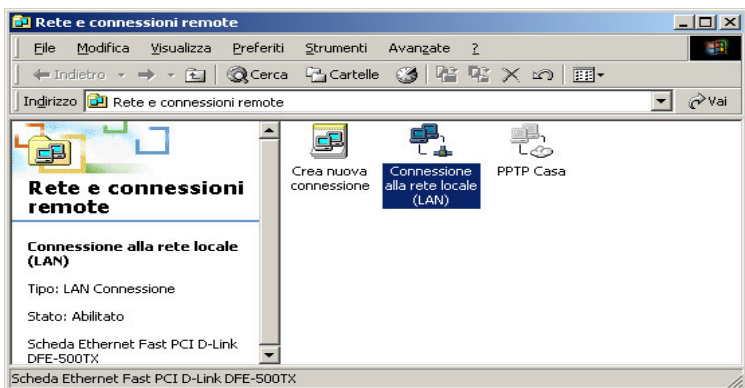 Rete e connessioni remote
File Modifica Visualizza Preferiti Strumenti Avanzate ?
Indietro Cerca Cartelle
Indirizzo Rete e connessioni remote Vai
Rete e connessioni
remote
Connessione alla rete locale
(LAN)
Tipo: LAN Connessione
Stato: Abilitato
Scheda Ethernet Fast PCI D-Link
DFE-500TX
Crea nuova
connessione
Connessione
alla rete locale
(LAN)
PPTP Casa
Scheda Ethernet Fast PCI D-Link DFE-500TX